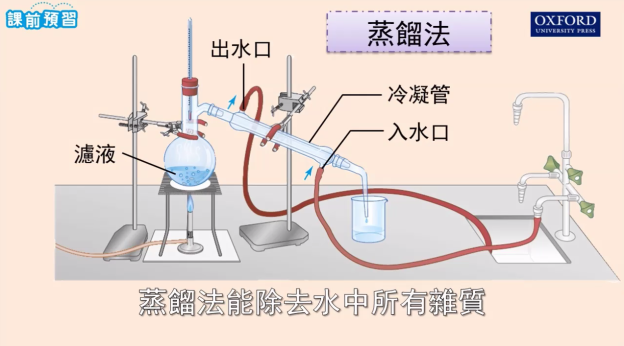 課前預習
蒸餾法
OXFORD
UNIVERSITY PRESS
出水口
冷凝管
入水口
濾液
蒸餾法能除去水中所有雜質